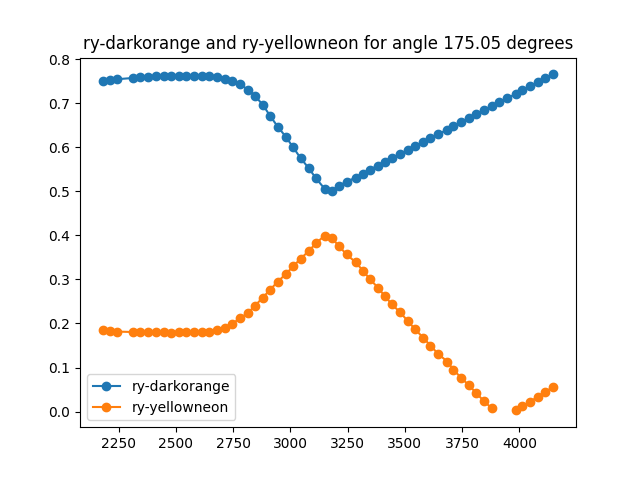 ry-darkorange and ry-yellowneon for angle 175.05 degrees
0.8
0.7
0.6
0.5
0.4
0.3
0.2
0.1
0.0
ry-darkorange
ry-yellowneon
2250 2500 2750 3000 3250 3500 3750 4000